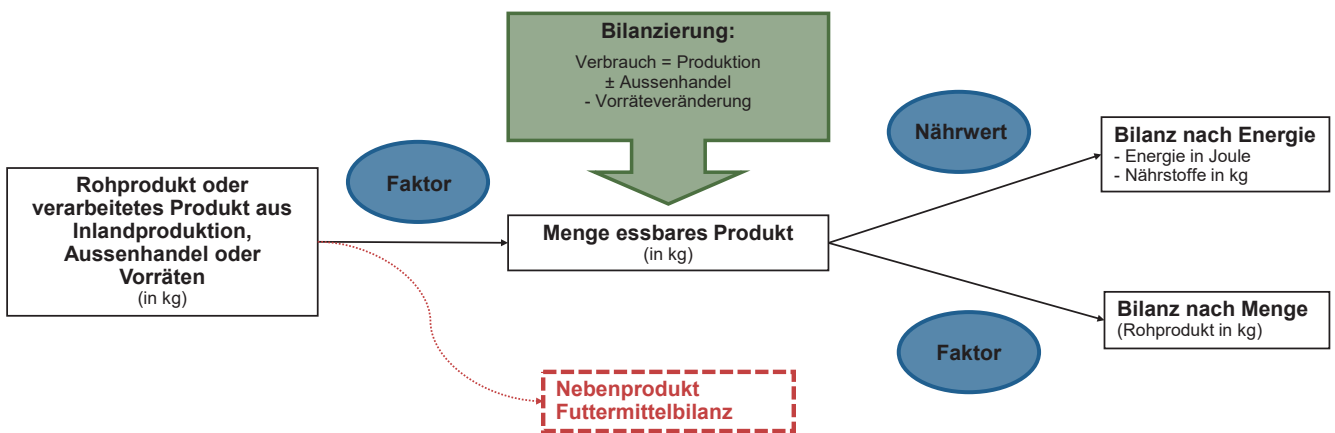 Bilanzierung:
Verbrauch = Produktion
± Aussenhandel
- Vorräteveränderung
Nährwert
Bilanz nach Energie
- Energie in Joule
- Nährstoffe in kg
Faktor
Rohprodukt oder
verarbeitetes Produkt aus
Inlandproduktion,
Aussenhandel oder
Vorräten
(in kg)
Menge essbares Produkt
(in kg)
Bilanz nach Menge
(Rohprodukt in kg)
Faktor
Nebenprodukt
Futtermittelbilanz